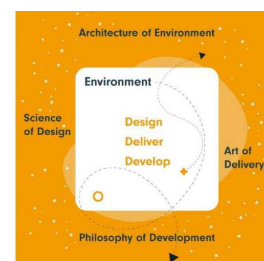 Architecture of Environment
Environment
Science
of Design
Design
Deliver
Develop
Art of
Delivery
Philosophy of Development